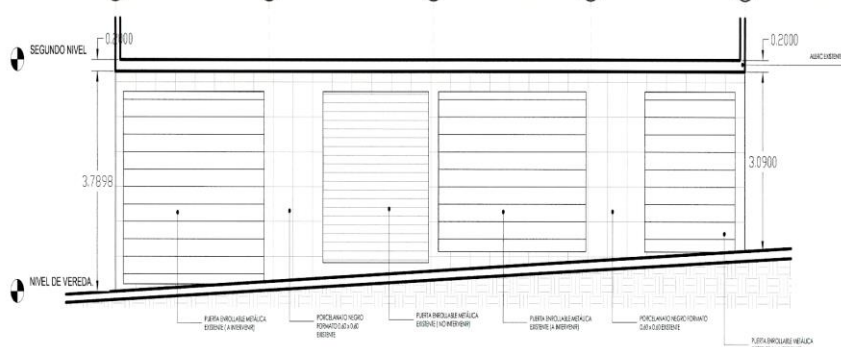 0.2000
SEGUNDO NIVEL
0.2000
ALERO EXISTENTE
3.7898
3.0900
NIVEL DE VEREDA
PUERTA ENROLLABLE METÁLICA
EXISTENTE ( A INTERVENIR)
PORCELANATO NEGRO
FORMATO 0.60 x 0.60
EXISTENTE
PUERTA ENROLLABLE METÁLICA
EXISTENTE ( NO INTERVENIR)
PUERTA ENROLLABLE METÁLICA
EXISTENTE ( A INTERVENIR)
PORCELANATO NEGRO FORMATO
0.60 x 0.60 EXISTENTE
PUERTA ENROLLABLE METÁLICA